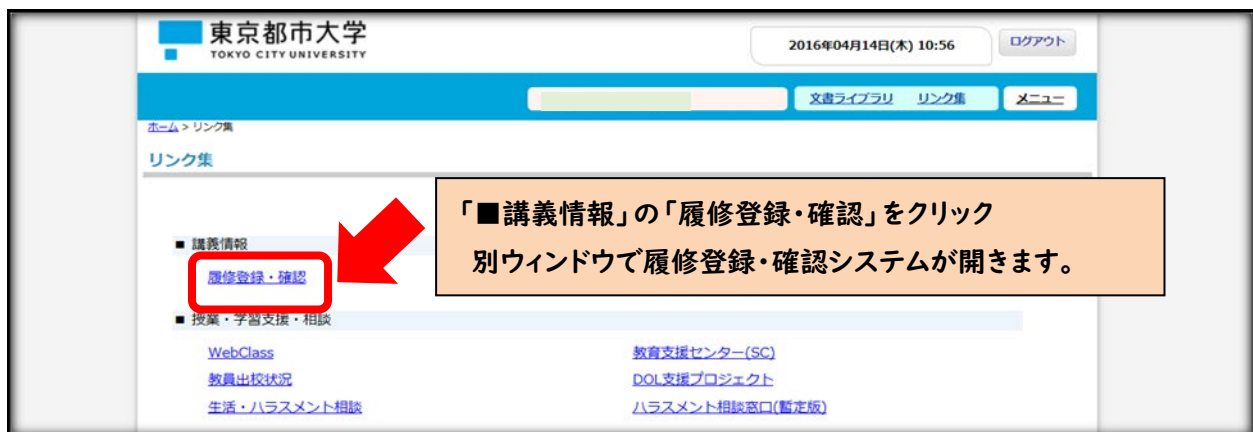 東京都市大学
TOKYO CITY UNIVERSITY
2016年04月14日(木) 10:56
ログアウト
文書ライブラリ リンク集 メニュー
ホーム > リンク集
リンク集
「■講義情報」の「履修登録・確認」をクリック
別ウィンドウで履修登録・確認システムが開きます。
■ 講義情報
履修登録・確認
■ 授業・学習支援・相談
WebClass 教育支援センター(SC)
教員出校状況 DOL支援プロジェクト
生活・ハラスメント相談 ハラスメント相談窓口(暫定版)